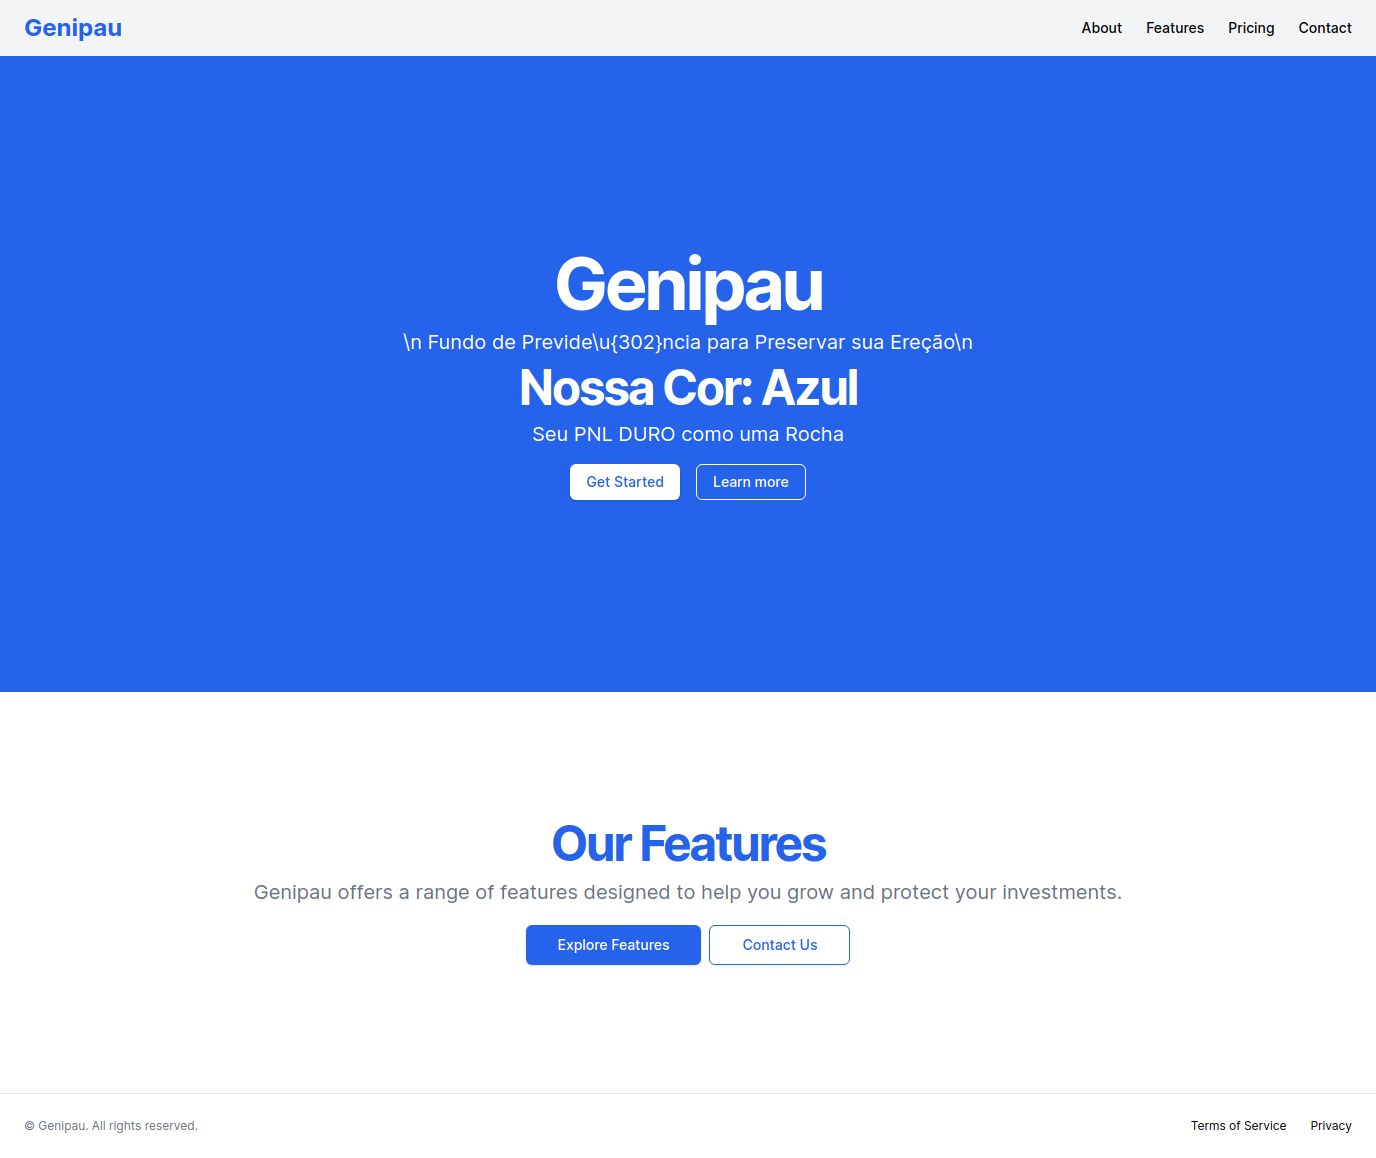 Genipau
About Features Pricing Contact
Genipau
\n Fundo de Previde\u{302}ncia para Preservar sua Ereção\n
Nossa Cor: Azul
Seu PNL DURO como uma Rocha
Get Started Learn more
Our Features
Genipau offers a range of features designed to help you grow and protect your investments.
Explore Features Contact Us
© Genipau. All rights reserved.
Terms of Service Privacy